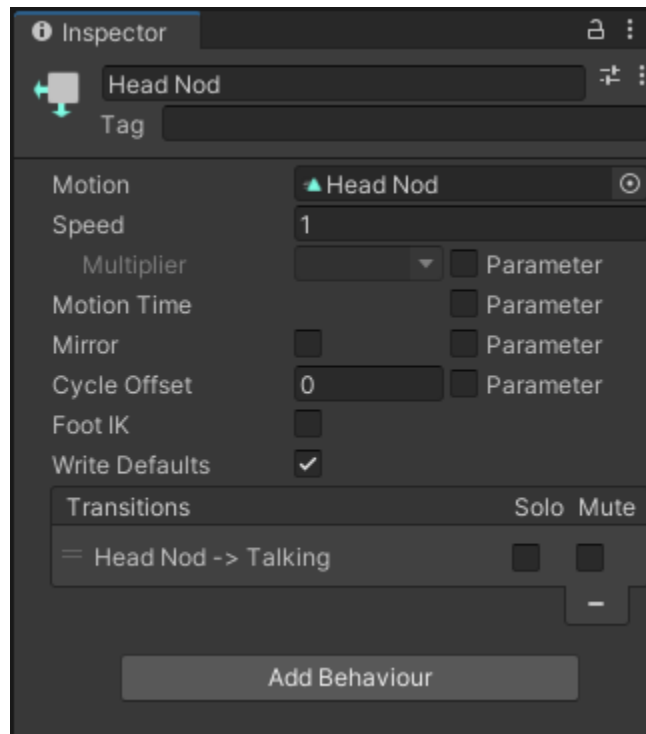 Inspector
Head Nod
Tag
Motion Head Nod
Speed 1
Multiplier Parameter
Motion Time Parameter
Mirror Parameter
Cycle Offset 0 Parameter
Foot IK
Write Defaults
Transitions Solo Mute
Head Nod -> Talking
Add Behaviour